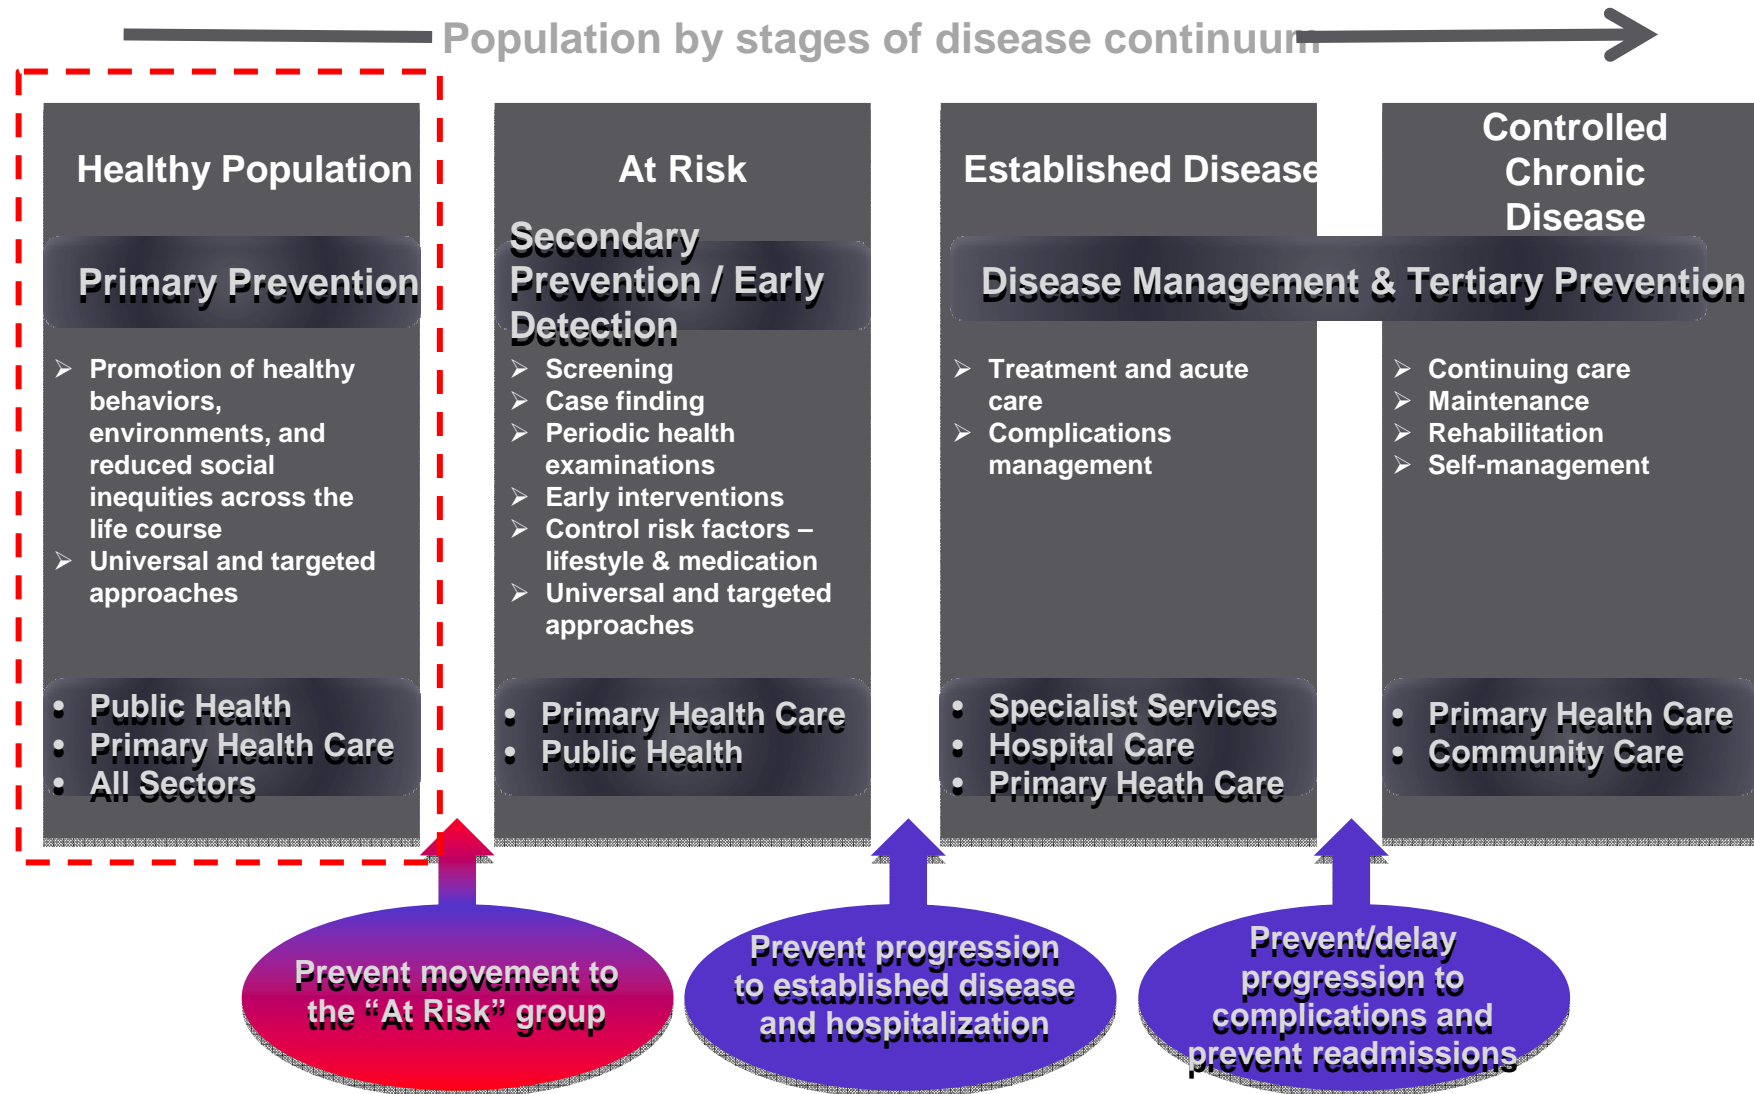 Population by stages of disease continuum
Healthy Population
Primary Prevention
➢ Promotion of healthy
behaviors,
environments, and
reduced social
inequities across the
life course
➢ Universal and targeted
approaches
• Public Health
• Primary Health Care
• All Sectors
At Risk
Secondary
Prevention / Early
Detection
➢ Screening
➢ Case finding
➢ Periodic health
examinations
➢ Early interventions
➢ Control risk factors –
lifestyle & medication
➢ Universal and targeted
approaches
• Primary Health Care
• Public Health
Established Disease
Disease Management & Tertiary Prevention
➢ Treatment and acute
care
➢ Complications
management
• Specialist Services
• Hospital Care
• Primary Heath Care
Controlled
Chronic
Disease
➢ Continuing care
➢ Maintenance
➢ Rehabilitation
➢ Self-management
• Primary Health Care
• Community Care
Prevent movement to
the “At Risk” group
Prevent progression
to established disease
and hospitalization
Prevent/delay
progression to
complications and
prevent readmissions